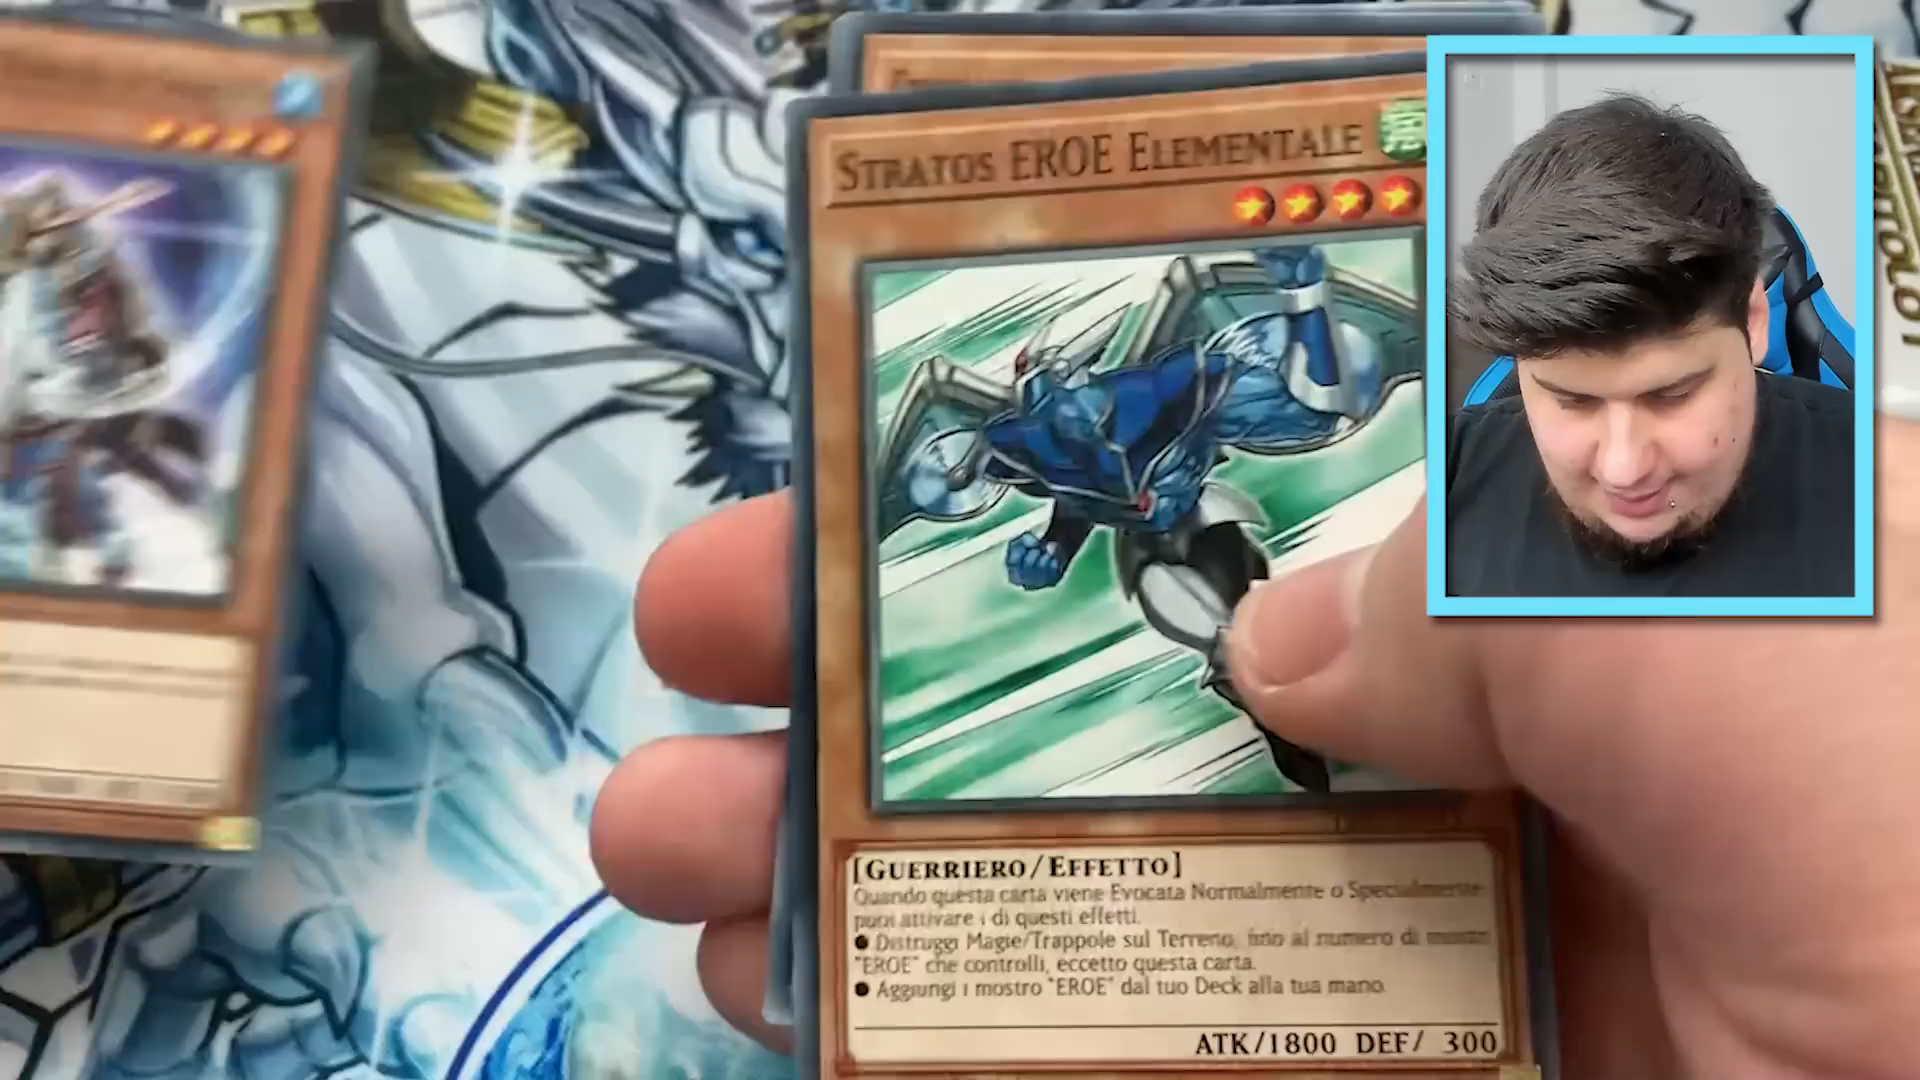 STRATOS EROE ELEMENTALE
[GUERRIERO/EFFETTO]
Quando questa carta viene Evocata Normalmente o Specialmente
puoi attivare 1 di questi effetti.
● Distruggi Magie/Trappole sul Terreno, fino al numero di mostri
"EROE" che controlli, eccetto questa carta.
● Aggiungi 1 mostro "EROE" dal tuo Deck alla tua mano.
ATK/1800 DEF/ 300